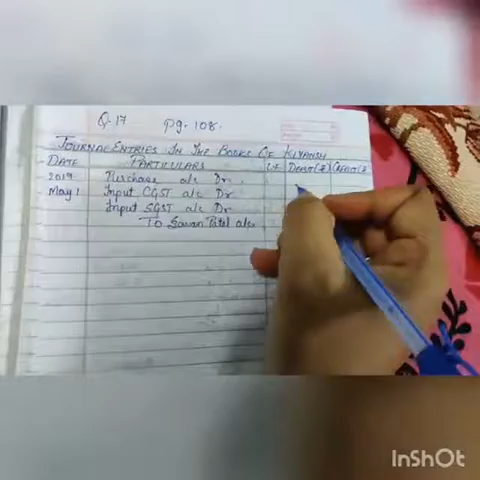 Q.17 Pg. 108.
JOURNAL ENTRIES IN THE BOOKS OF KIYANSH
DATE PARTICULARS L.F DEBIT(₹) CREDIT(₹)
2019 Purchase a/c Dr.
May 1 Input CGST a/c Dr
Input SGST a/c Dr
To Sawan Patel a/c
InShOt